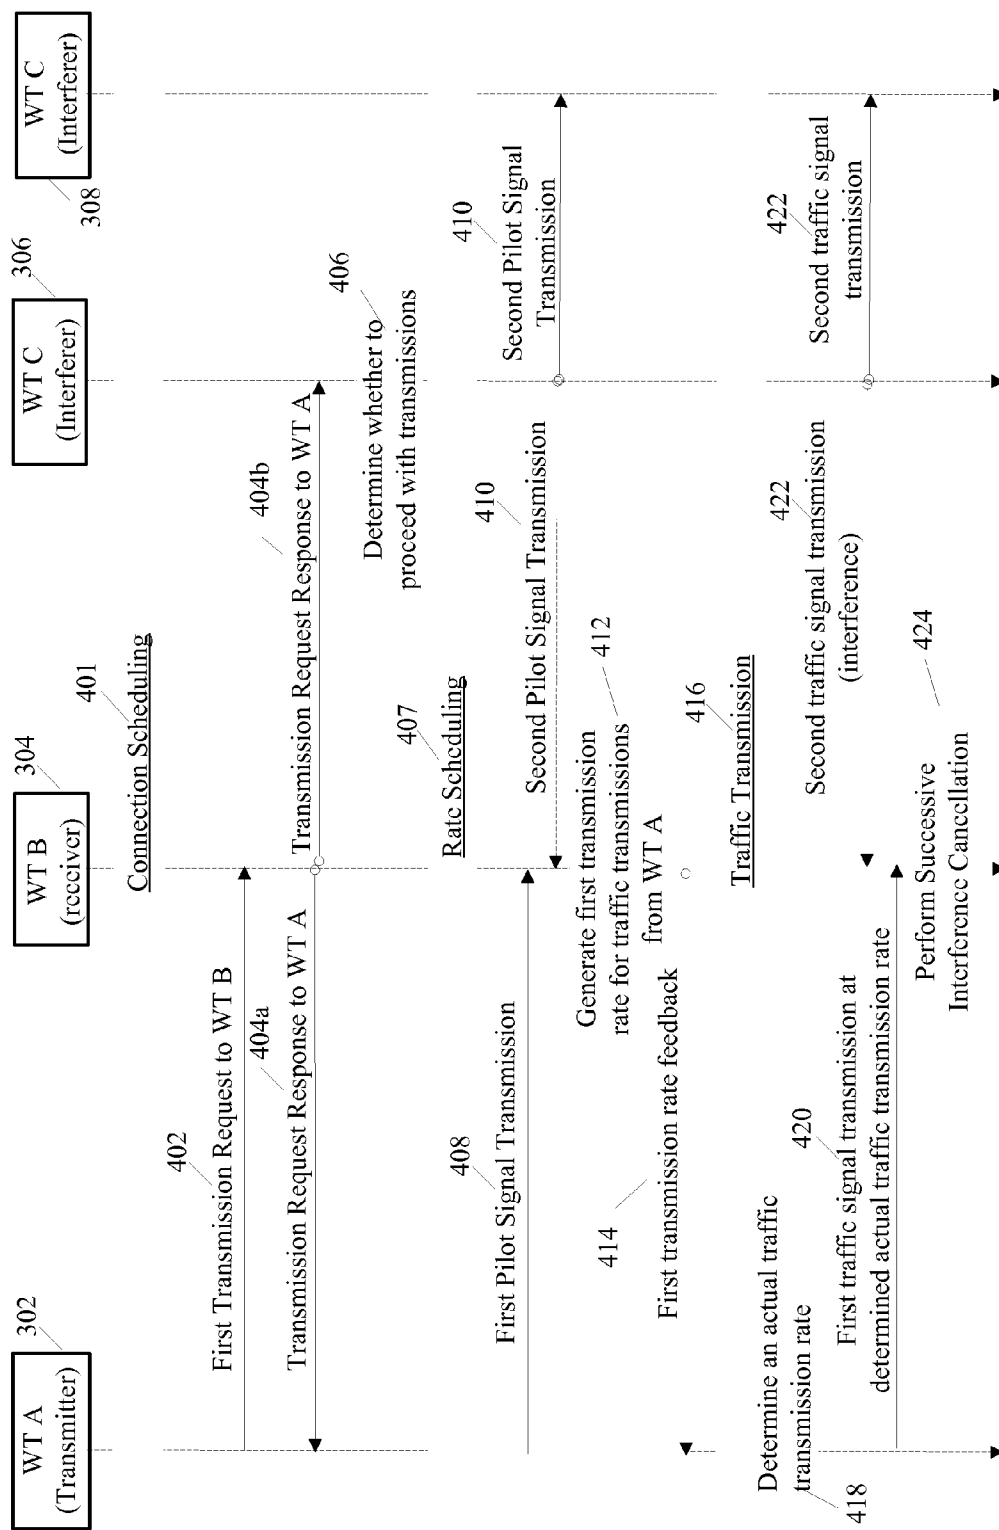 WT A
(Transmitter)
302
WT B
(receiver)
304
WT C
(Interferer)
306
WT C
(Interferer)
308
401
Connection Scheduling
402
First Transmission Request to WT B
404a
Transmission Request Response to WT A
404b
Transmission Request Response to WT A
406
Determine whether to
proceed with transmissions
407
Rate Scheduling
408
First Pilot Signal Transmission
410
Second Pilot Signal Transmission
410
Second Pilot Signal
Transmission
412
Generate first transmission
rate for traffic transmissions
from WT A
414
First transmission rate feedback
416
Traffic Transmission
Determine an actual traffic
transmission rate
418
420
First traffic signal transmission at
determined actual traffic transmission rate
422
Second traffic signal transmission
(interference)
422
Second traffic signal
transmission
424
Perform Successive
Interference Cancellation